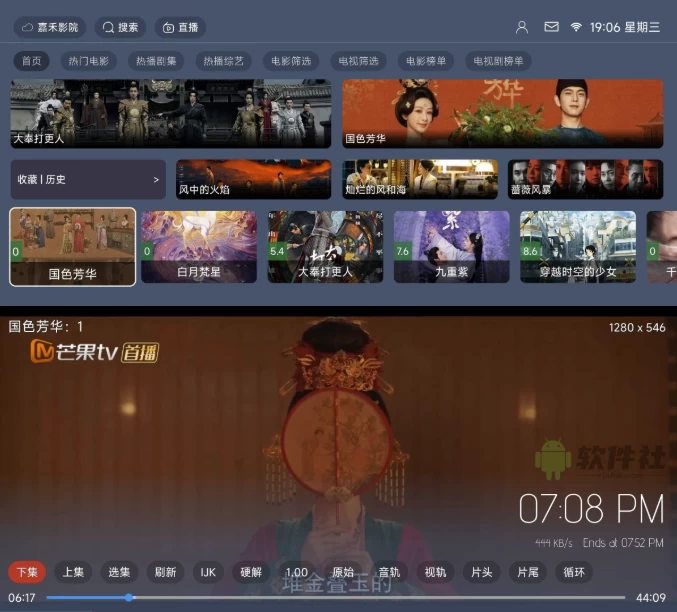 嘉禾影院 搜索 直播 19:06 星期三
首页 热门电影 热播剧集 热播综艺 电影筛选 电视筛选 电影榜单 电视剧榜单
大奉打更人 国色芳华
收藏 | 历史 > 风中的火焰 灿烂的风和海 蔷薇风暴
0 0 5.4 7.6 8.6 0
国色芳华 白月梵星 大奉打更人 九重紫 穿越时空的少女 千
国色芳华：1 1280 x 546
芒果tv 首播
软件社
07:08 PM
444 KB/s Ends at 07:52 PM
下集 上集 选集 刷新 IJK 硬解 1.00 原始 音轨 视轨 片头 片尾 循环
堆金叠玉的
06:17 44:09